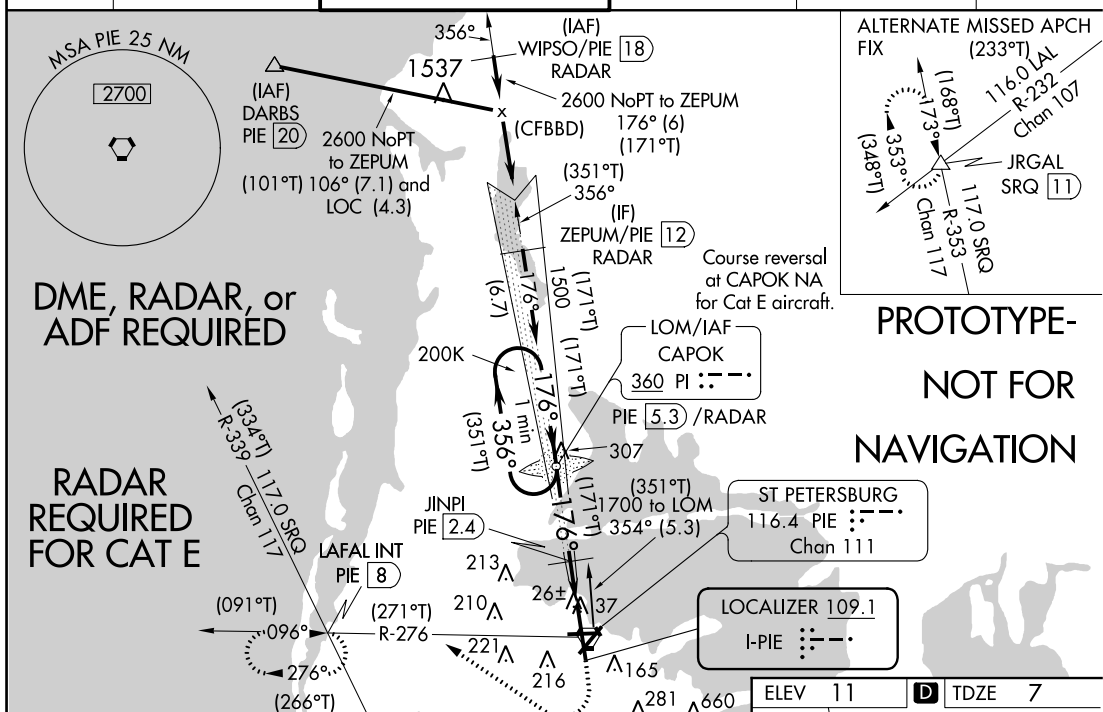 MSA PIE 25 NM
2700
(IAF)
DARBS
PIE 20
2600 NoPT
to ZEPUM
(101°T) 106° (7.1) and
LOC (4.3)
1537
356°
(IAF)
WIPSO/PIE 18
RADAR
2600 NoPT to ZEPUM
176° (6)
(171°T)
(CFBBD)
(351°T)
356°
(IF)
ZEPUM/PIE 12
RADAR
ALTERNATE MISSED APCH
FIX
(233°T)
116.0 LAL
R-232
Chan 107
(168°T)
173°
353°
(348°T)
JRGAL
SRQ 11
117.0 SRQ
R-353
Chan 117
DME, RADAR, or
ADF REQUIRED
Course reversal
at CAPOK NA
for Cat E aircraft.
176°
1500
(171°T)
(6.7)
(171°T)
PROTOTYPE-
NOT FOR
NAVIGATION
LOM/IAF
CAPOK
360 PI
PIE 5.3 /RADAR
200K
176°
1 min
356°
(351°T)
307
RADAR
REQUIRED
FOR CAT E
(334°T)
R-339
117.0 SRQ
Chan 117
JINPI
PIE 2.4
176°
(171°T)
(351°T)
1700 to LOM
354° (5.3)
ST PETERSBURG
116.4 PIE
Chan 111
LAFAL INT
PIE 8
213
26±
37
210
(091°T)
096°
(271°T)
R-276
276°
(266°T)
221
216
165
281
660
LOCALIZER 109.1
I-PIE
ELEV 11 D TDZE 7